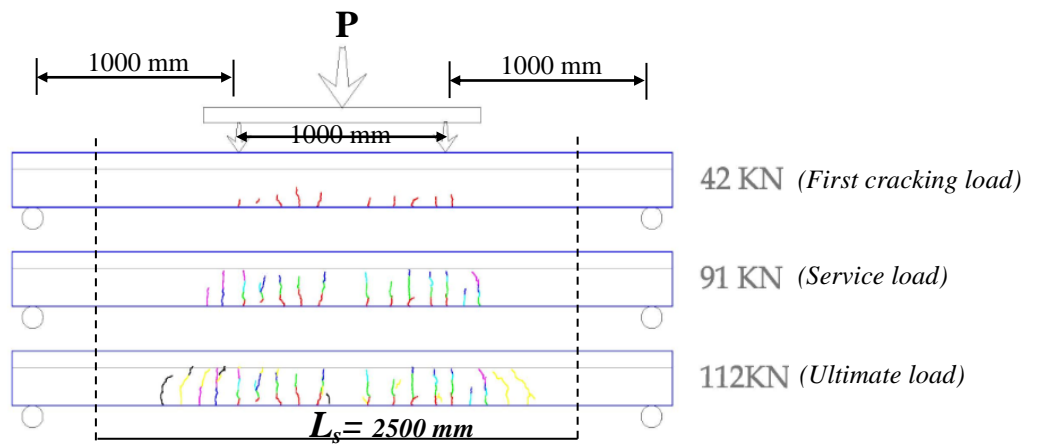 P
1000 mm
1000 mm
1000 mm
42 KN (First cracking load)
91 KN (Service load)
112KN (Ultimate load)
Ls= 2500 mm